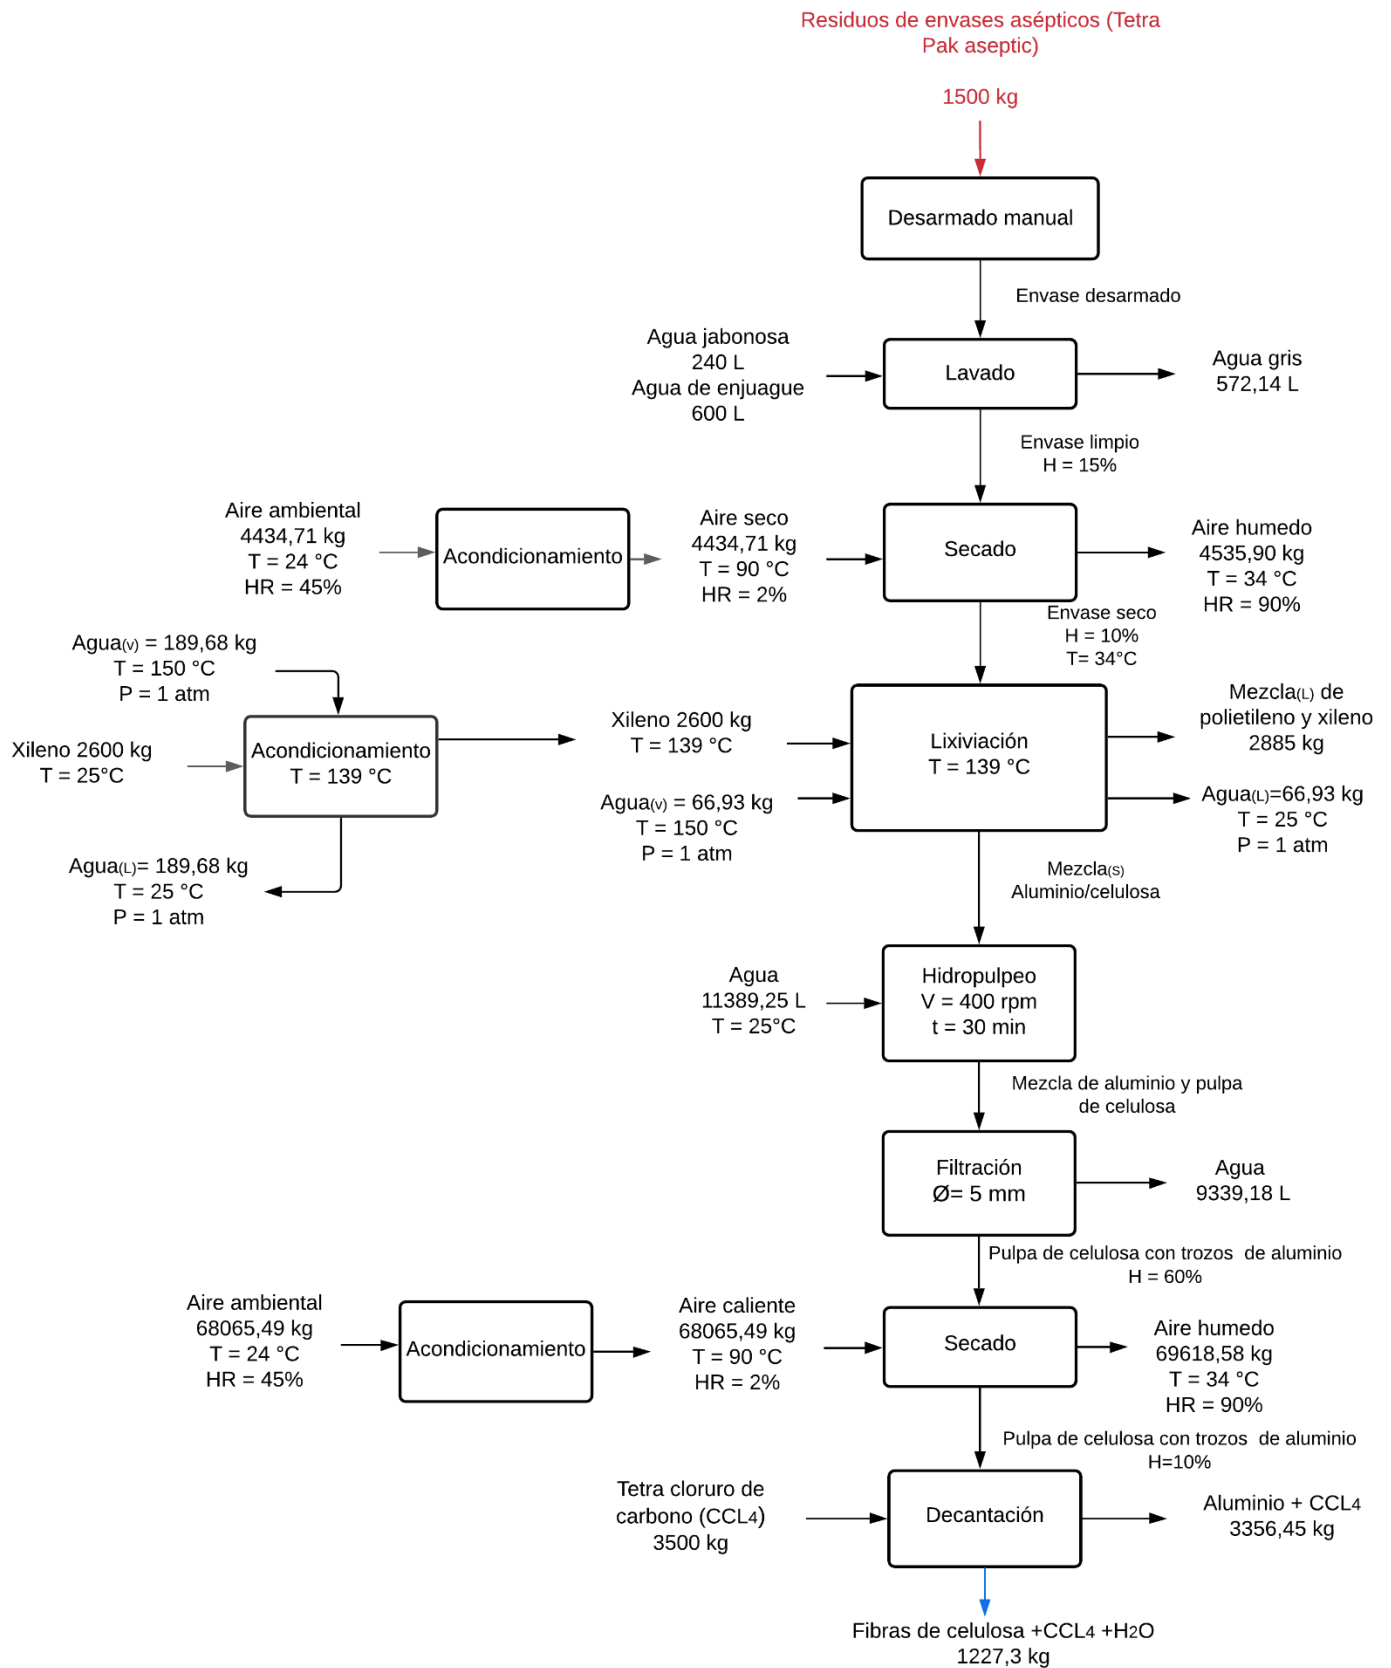 Residuos de envases asépticos (Tetra
Pak aseptic)
1500 kg
Desarmado manual
Envase desarmado
Agua jabonosa
240 L
Agua de enjuague
600 L
Lavado
Agua gris
572,14 L
Envase limpio
H = 15%
Aire ambiental
4434,71 kg
T = 24 °C
HR = 45%
Acondicionamiento
Aire seco
4434,71 kg
T = 90 °C
HR = 2%
Secado
Aire humedo
4535,90 kg
T = 34 °C
HR = 90%
Envase seco
H = 10%
T= 34°C
Agua(v) = 189,68 kg
T = 150 °C
P = 1 atm
Xileno 2600 kg
T = 25°C
Acondicionamiento
T = 139 °C
Agua(L)= 189,68 kg
T = 25 °C
P = 1 atm
Xileno 2600 kg
T = 139 °C
Agua(v) = 66,93 kg
T = 150 °C
P = 1 atm
Lixiviación
T = 139 °C
Mezcla(L) de
polietileno y xileno
2885 kg
Agua(L)=66,93 kg
T = 25 °C
P = 1 atm
Mezcla(S)
Aluminio/celulosa
Agua
11389,25 L
T = 25°C
Hidropulpeo
V = 400 rpm
t = 30 min
Mezcla de aluminio y pulpa
de celulosa
Filtración
Ø= 5 mm
Agua
9339,18 L
Pulpa de celulosa con trozos de aluminio
H = 60%
Aire ambiental
68065,49 kg
T = 24 °C
HR = 45%
Acondicionamiento
Aire caliente
68065,49 kg
T = 90 °C
HR = 2%
Secado
Aire humedo
69618,58 kg
T = 34 °C
HR = 90%
Pulpa de celulosa con trozos de aluminio
H=10%
Tetra cloruro de
carbono (CCL4)
3500 kg
Decantación
Aluminio + CCL4
3356,45 kg
Fibras de celulosa +CCL4 +H2O
1227,3 kg